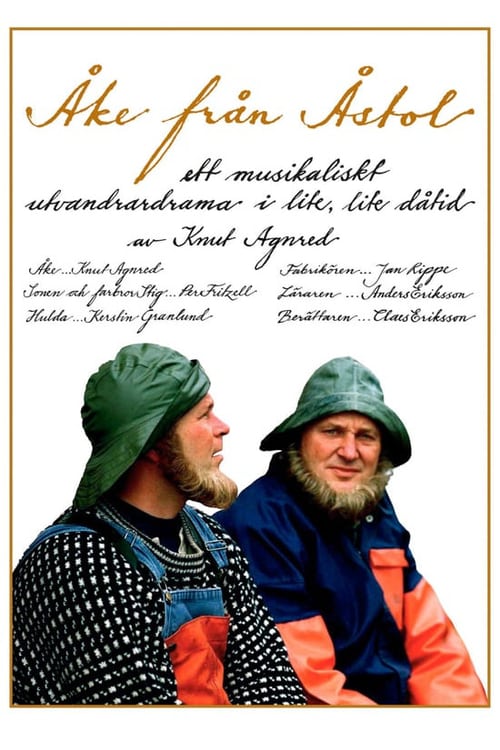 Åke från Åstol
ett musikaliskt
utvandrardrama i lite, lite dåtid
av Knut Agnred
Åke...Knut Agnred
Sonen och farbror Stig...Per Fritzell
Hulda...Kerstin Granlund
Fabrikören...Jan Rippe
Läraren...Anders Eriksson
Berättaren...Claes Eriksson